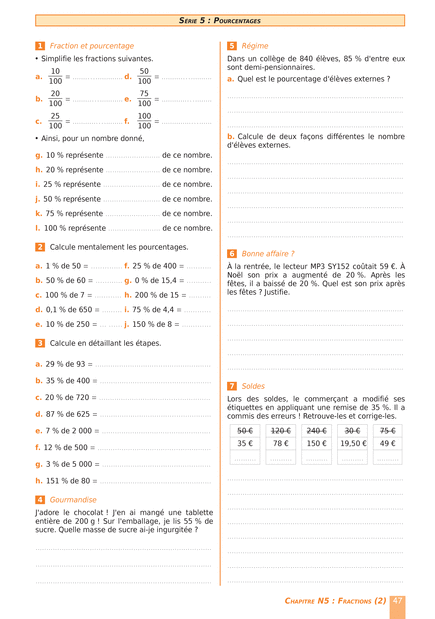 SÉRIE 5 : POURCENTAGES
1 Fraction et pourcentage
• Simplifie les fractions suivantes.
a. 10/100 = .................... d. 50/100 = ....................
b. 20/100 = .................... e. 75/100 = ....................
c. 25/100 = .................... f. 100/100 = ....................
• Ainsi, pour un nombre donné,
g. 10 % représente .................... de ce nombre.
h. 20 % représente .................... de ce nombre.
i. 25 % représente .................... de ce nombre.
j. 50 % représente .................... de ce nombre.
k. 75 % représente .................... de ce nombre.
l. 100 % représente .................... de ce nombre.
2 Calcule mentalement les pourcentages.
a. 1 % de 50 = ............ f. 25 % de 400 = ..........
b. 50 % de 60 = .......... g. 0 % de 15,4 = ..........
c. 100 % de 7 = .......... h. 200 % de 15 = ..........
d. 0,1 % de 650 = ........ i. 75 % de 4,4 = ..........
e. 10 % de 250 = ......... j. 150 % de 8 = ...........
3 Calcule en détaillant les étapes.
a. 29 % de 93 = ........................................
b. 35 % de 400 = ........................................
c. 20 % de 720 = ........................................
d. 87 % de 625 = ........................................
e. 7 % de 2 000 = ........................................
f. 12 % de 500 = ........................................
g. 3 % de 5 000 = ........................................
h. 151 % de 80 = ........................................
4 Gourmandise
J'adore le chocolat ! J'en ai mangé une tablette
entière de 200 g ! Sur l'emballage, je lis 55 % de
sucre. Quelle masse de sucre ai-je ingurgitée ?
5 Régime
Dans un collège de 840 élèves, 85 % d'entre eux
sont demi-pensionnaires.
a. Quel est le pourcentage d'élèves externes ?
b. Calcule de deux façons différentes le nombre
d'élèves externes.
6 Bonne affaire ?
À la rentrée, le lecteur MP3 SY152 coûtait 59 €. À
Noël son prix a augmenté de 20 %. Après les
fêtes, il a baissé de 20 %. Quel est son prix après
les fêtes ? Justifie.
7 Soldes
Lors des soldes, le commerçant a modifié ses
étiquettes en appliquant une remise de 35 %. Il a
commis des erreurs ! Retrouve-les et corrige-les.
50 € 120 € 240 € 30 € 75 €
35 € 78 € 150 € 19,50 € 49 €
.......... .......... .......... .......... ..........
CHAPITRE N5 : FRACTIONS (2) 47